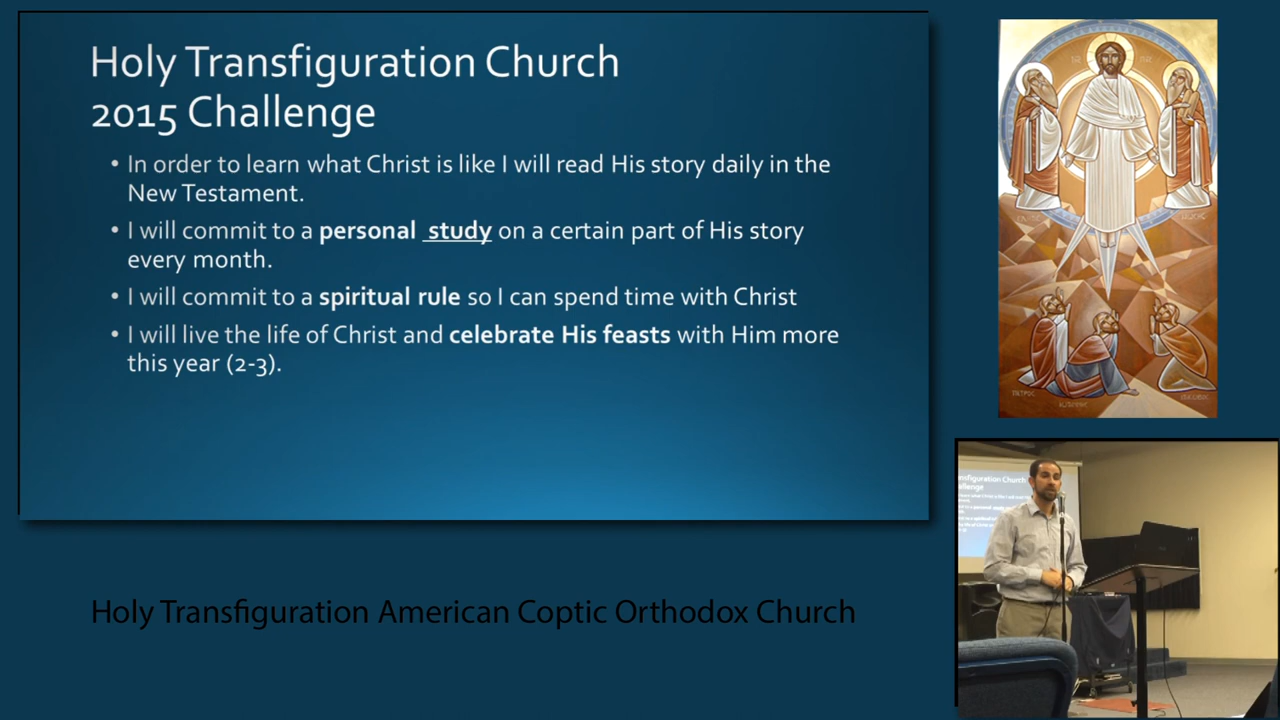 Holy Transfiguration Church
2015 Challenge
• In order to learn what Christ is like I will read His story daily in the
New Testament.
• I will commit to a personal study on a certain part of His story
every month.
• I will commit to a spiritual rule so I can spend time with Christ
• I will live the life of Christ and celebrate His feasts with Him more
this year (2-3).
Holy Transfiguration American Coptic Orthodox Church